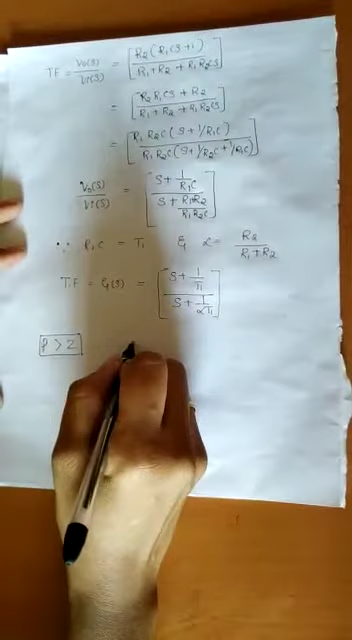 TF = Vo(s)/Vi(s) = [R2(R1CS+1) / R1+R2+R1R2CS]
= [R2R1CS+R2 / R1+R2+R1R2CS]
= [R1R2C(S+1/R1C) / R1R2C(S+1/R2C+1/R1C)]
Vo(s)/Vi(s) = [S+1/R1C / S+R1+R2/R1R2C]
∵ R1C = T1 & α = R2/R1+R2
T.F = G(S) = [S+1/T1 / S+1/αT1]
P > Z